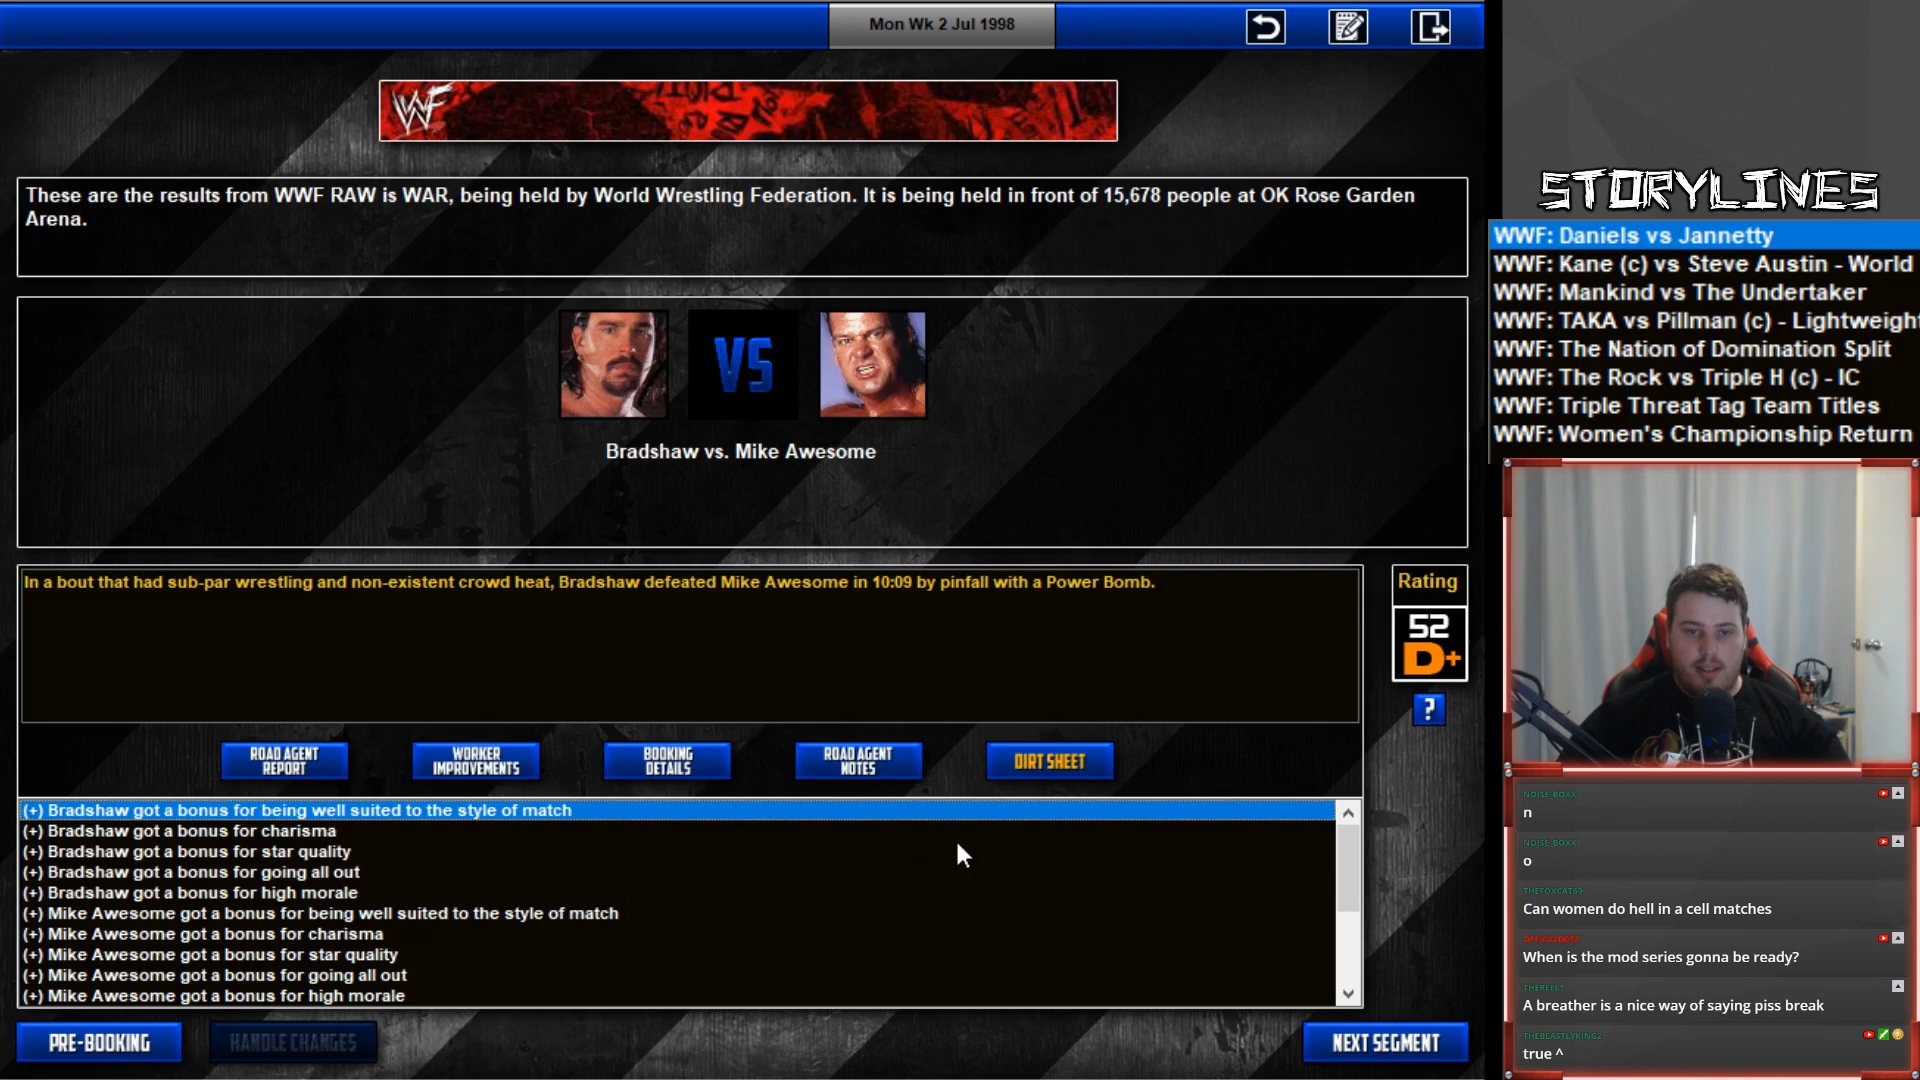 Mon Wk 2 Jul 1998
WWF
These are the results from WWF RAW is WAR, being held by World Wrestling Federation. It is being held in front of 15,678 people at OK Rose Garden
Arena.
VS
Bradshaw vs. Mike Awesome
In a bout that had sub-par wrestling and non-existent crowd heat, Bradshaw defeated Mike Awesome in 10:09 by pinfall with a Power Bomb.
Rating
52
D+
?
ROAD AGENT
REPORT
WORKER
IMPROVEMENTS
BOOKING
DETAILS
ROAD AGENT
NOTES
DIRT SHEET
(+) Bradshaw got a bonus for being well suited to the style of match
(+) Bradshaw got a bonus for charisma
(+) Bradshaw got a bonus for star quality
(+) Bradshaw got a bonus for going all out
(+) Bradshaw got a bonus for high morale
(+) Mike Awesome got a bonus for being well suited to the style of match
(+) Mike Awesome got a bonus for charisma
(+) Mike Awesome got a bonus for star quality
(+) Mike Awesome got a bonus for going all out
(+) Mike Awesome got a bonus for high morale
PRE-BOOKING
HANDLE CHANGES
NEXT SEGMENT
STORYLINES
WWF: Daniels vs Jannetty
WWF: Kane (c) vs Steve Austin - World
WWF: Mankind vs The Undertaker
WWF: TAKA vs Pillman (c) - Lightweight
WWF: The Nation of Domination Split
WWF: The Rock vs Triple H (c) - IC
WWF: Triple Threat Tag Team Titles
WWF: Women's Championship Return
NOISE_BOXX
n
NOISE_BOXX
o
THEFOXCAT69
Can women do hell in a cell matches
When is the mod series gonna be ready?
THEREEL1
A breather is a nice way of saying piss break
THEBEASTLYKING2
true ^